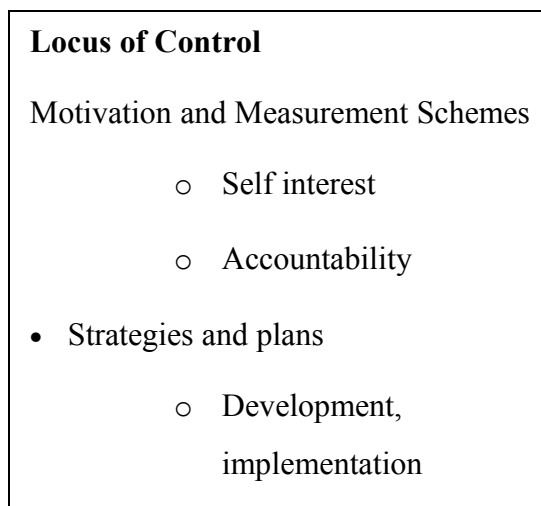 Locus of Control
Motivation and Measurement Schemes
o Self interest
o Accountability
• Strategies and plans
o Development,
implementation